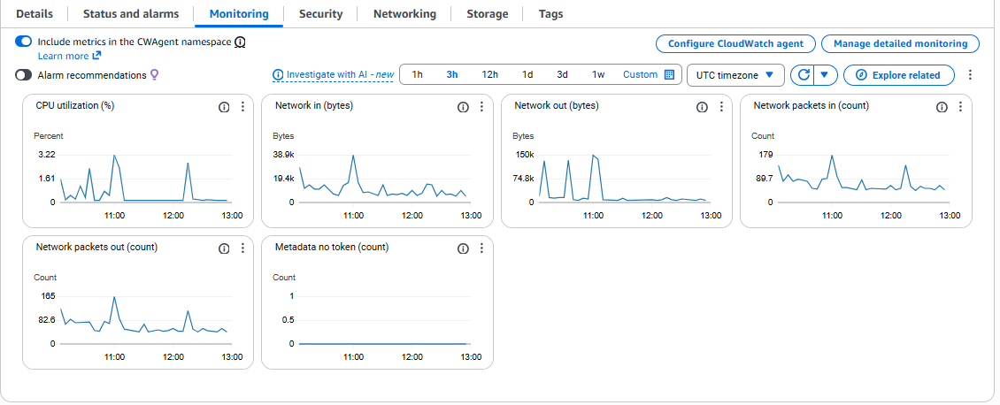 Details Status and alarms Monitoring Security Networking Storage Tags
Include metrics in the CWAgent namespace
Learn more
Configure CloudWatch agent Manage detailed monitoring
Alarm recommendations
Investigate with AI - new 1h 3h 12h 1d 3d 1w Custom UTC timezone Explore related
CPU utilization (%)
Percent
3.22
1.61
0
11:00 12:00 13:00
Network in (bytes)
Bytes
38.9k
19.4k
0
11:00 12:00 13:00
Network out (bytes)
Bytes
150k
74.8k
0
11:00 12:00 13:00
Network packets in (count)
Count
179
89.7
0
11:00 12:00 13:00
Network packets out (count)
Count
165
82.6
0
11:00 12:00 13:00
Metadata no token (count)
Count
1
0.5
0
11:00 12:00 13:00